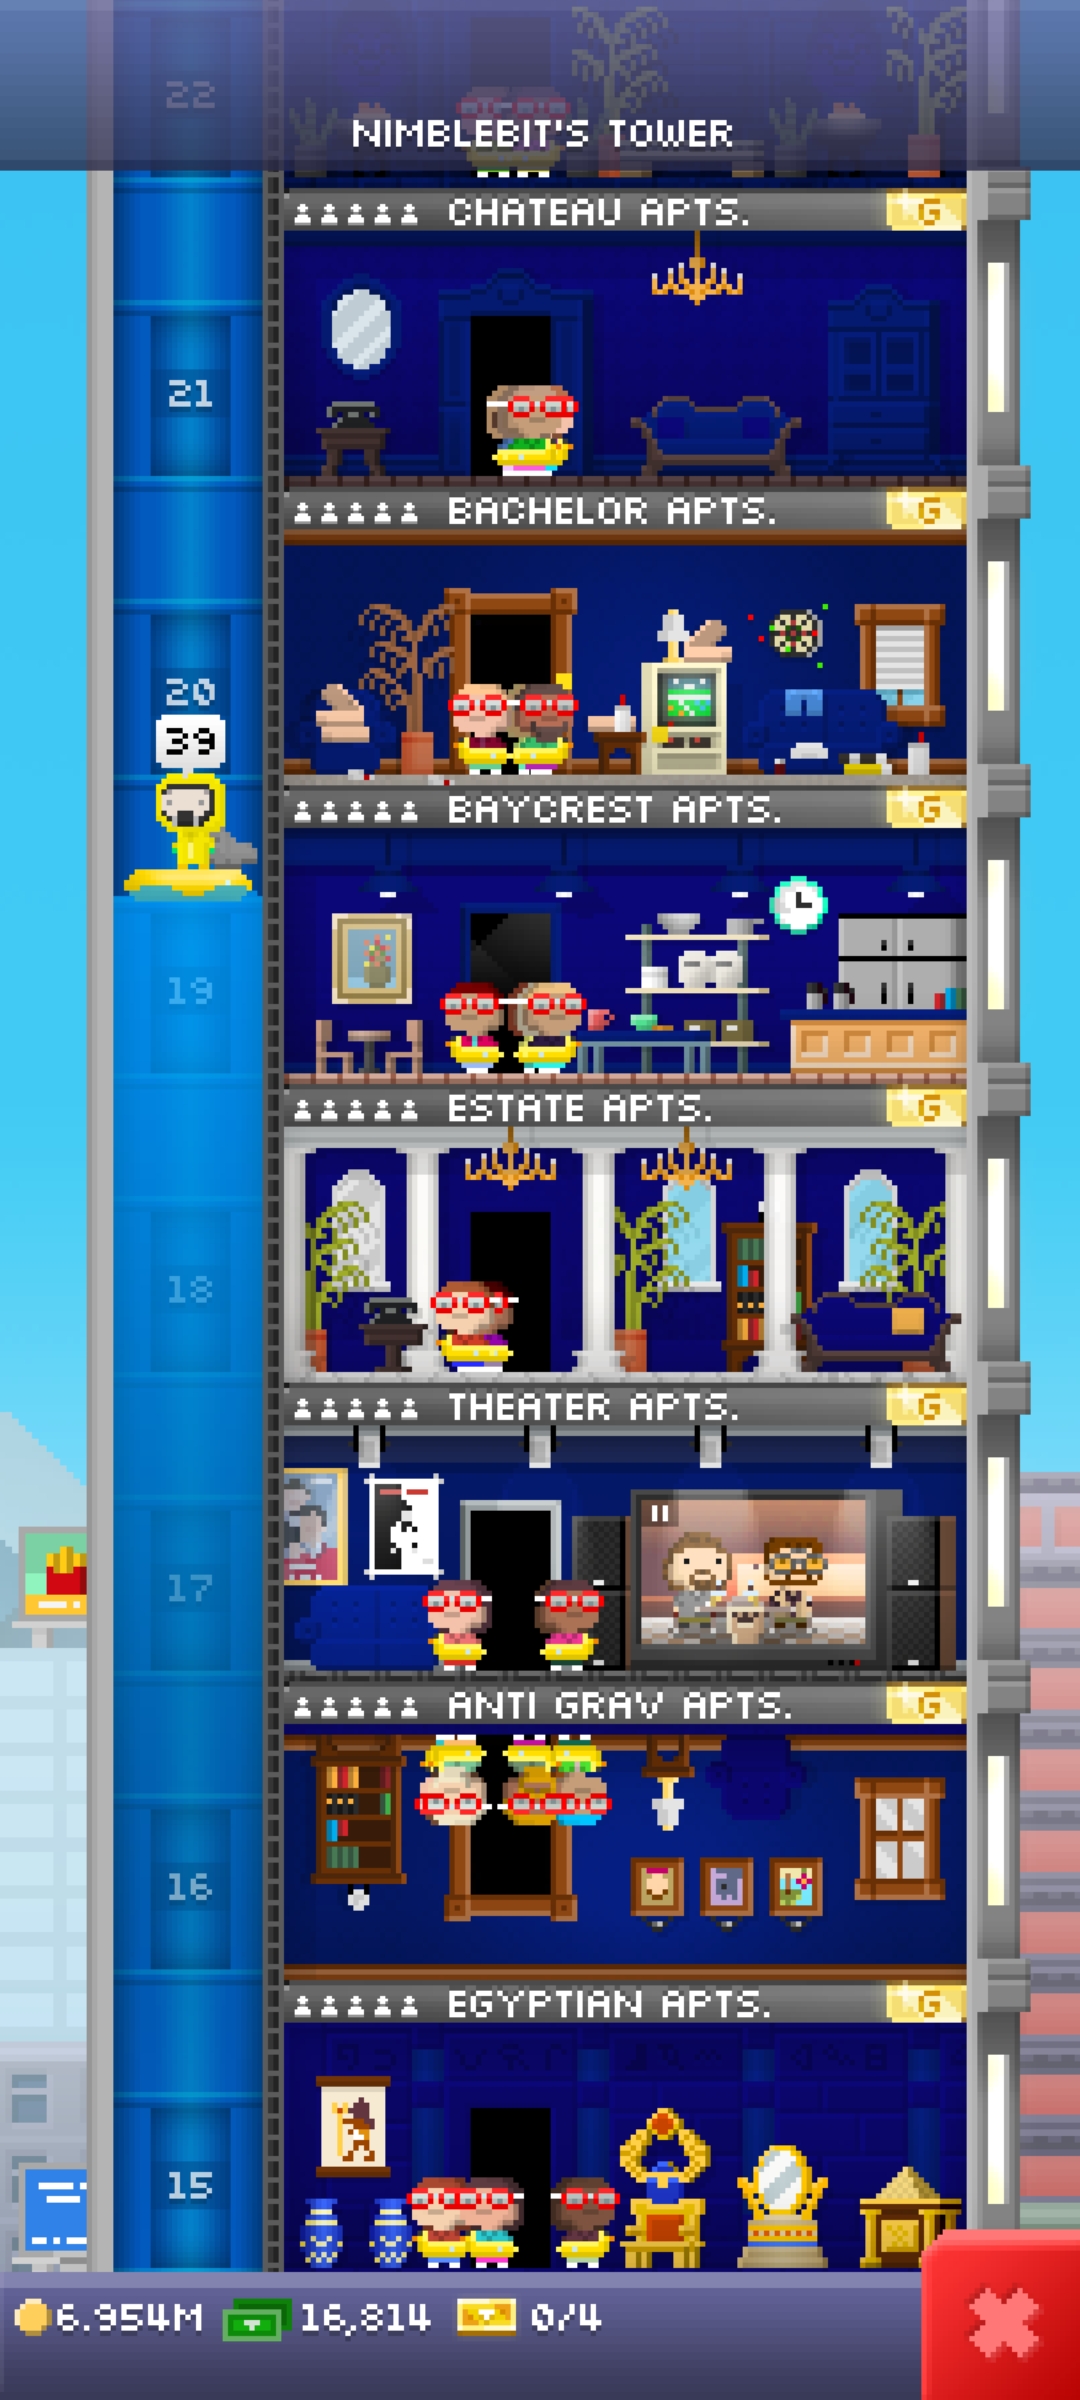 22
NIMBLEBIT'S TOWER
CHATEAU APTS. G
21
BACHELOR APTS. G
20
39
BAYCREST APTS. G
19
ESTATE APTS. G
18
THEATER APTS. G
17
ANTI GRAV APTS. G
16
EGYPTIAN APTS. G
15
6.954M 16,814 0/4